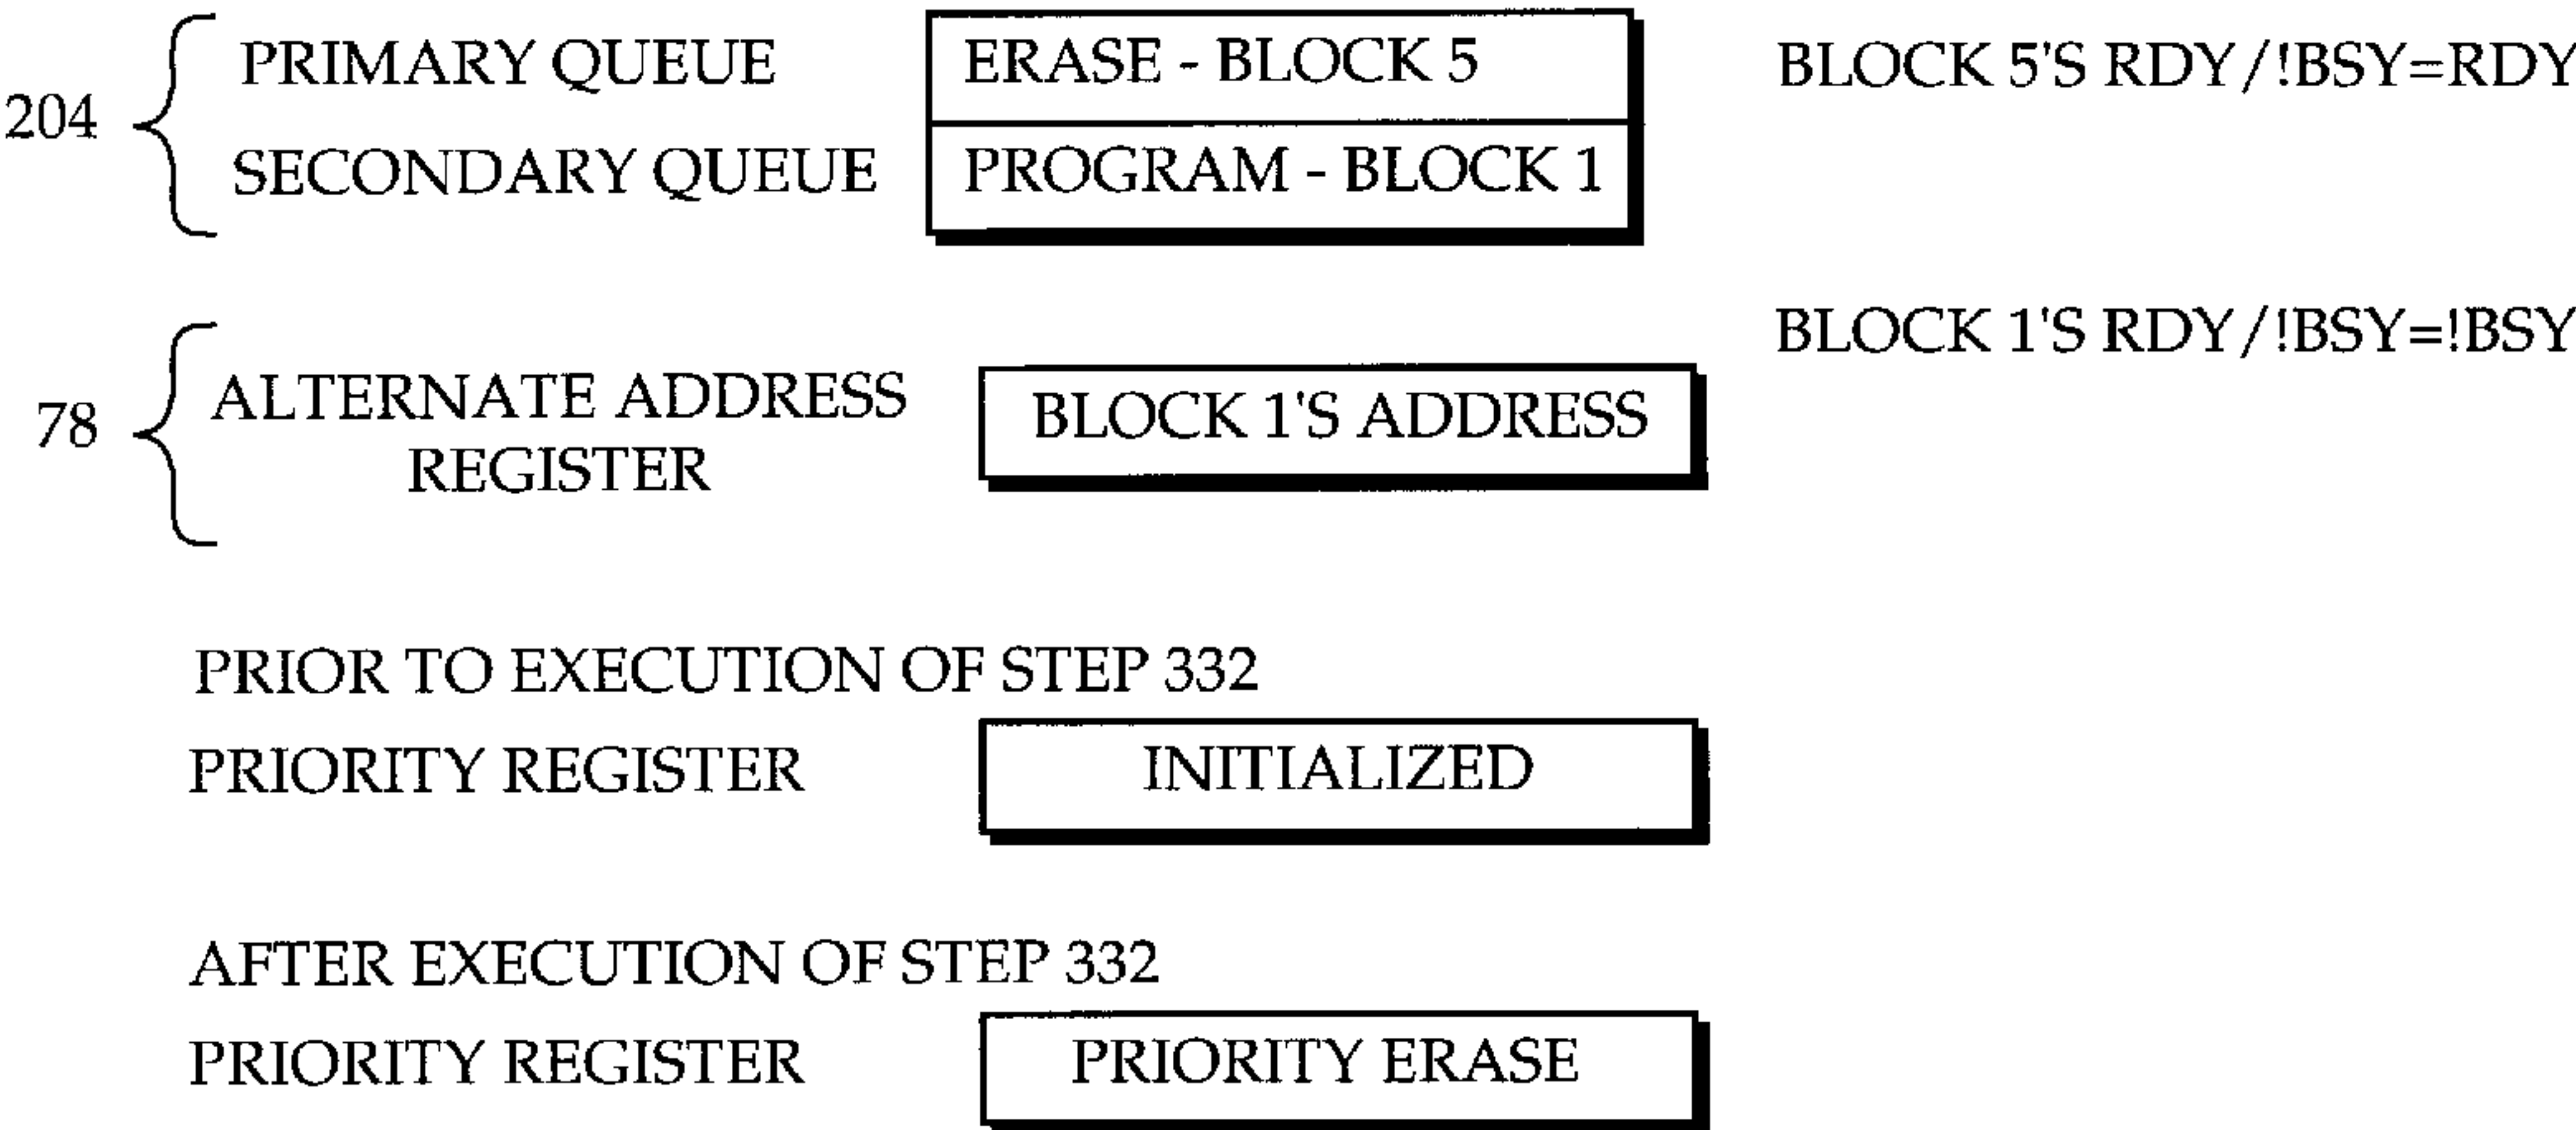 PRIMARY QUEUE ERASE - BLOCK 5 BLOCK 5'S RDY/!BSY=RDY
204
SECONDARY QUEUE PROGRAM - BLOCK 1
BLOCK 1'S RDY/!BSY=!BSY
78
ALTERNATE ADDRESS REGISTER BLOCK 1'S ADDRESS
PRIOR TO EXECUTION OF STEP 332
PRIORITY REGISTER INITIALIZED
AFTER EXECUTION OF STEP 332
PRIORITY REGISTER PRIORITY ERASE